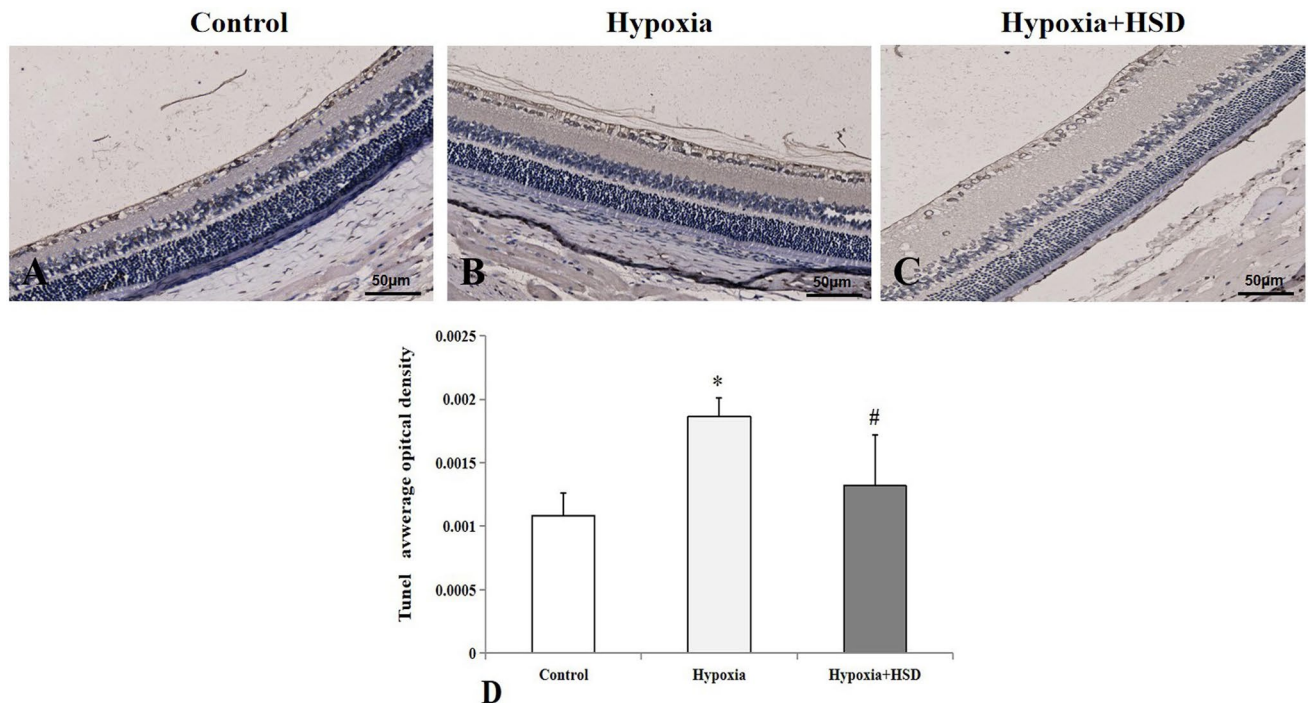 Control
Hypoxia
Hypoxia+HSD
A
50μm
B
50μm
C
50μm
Tunel avwerage opitcal density
0.0025
0.002
0.0015
0.001
0.0005
0
*
#
Control
Hypoxia
Hypoxia+HSD
D